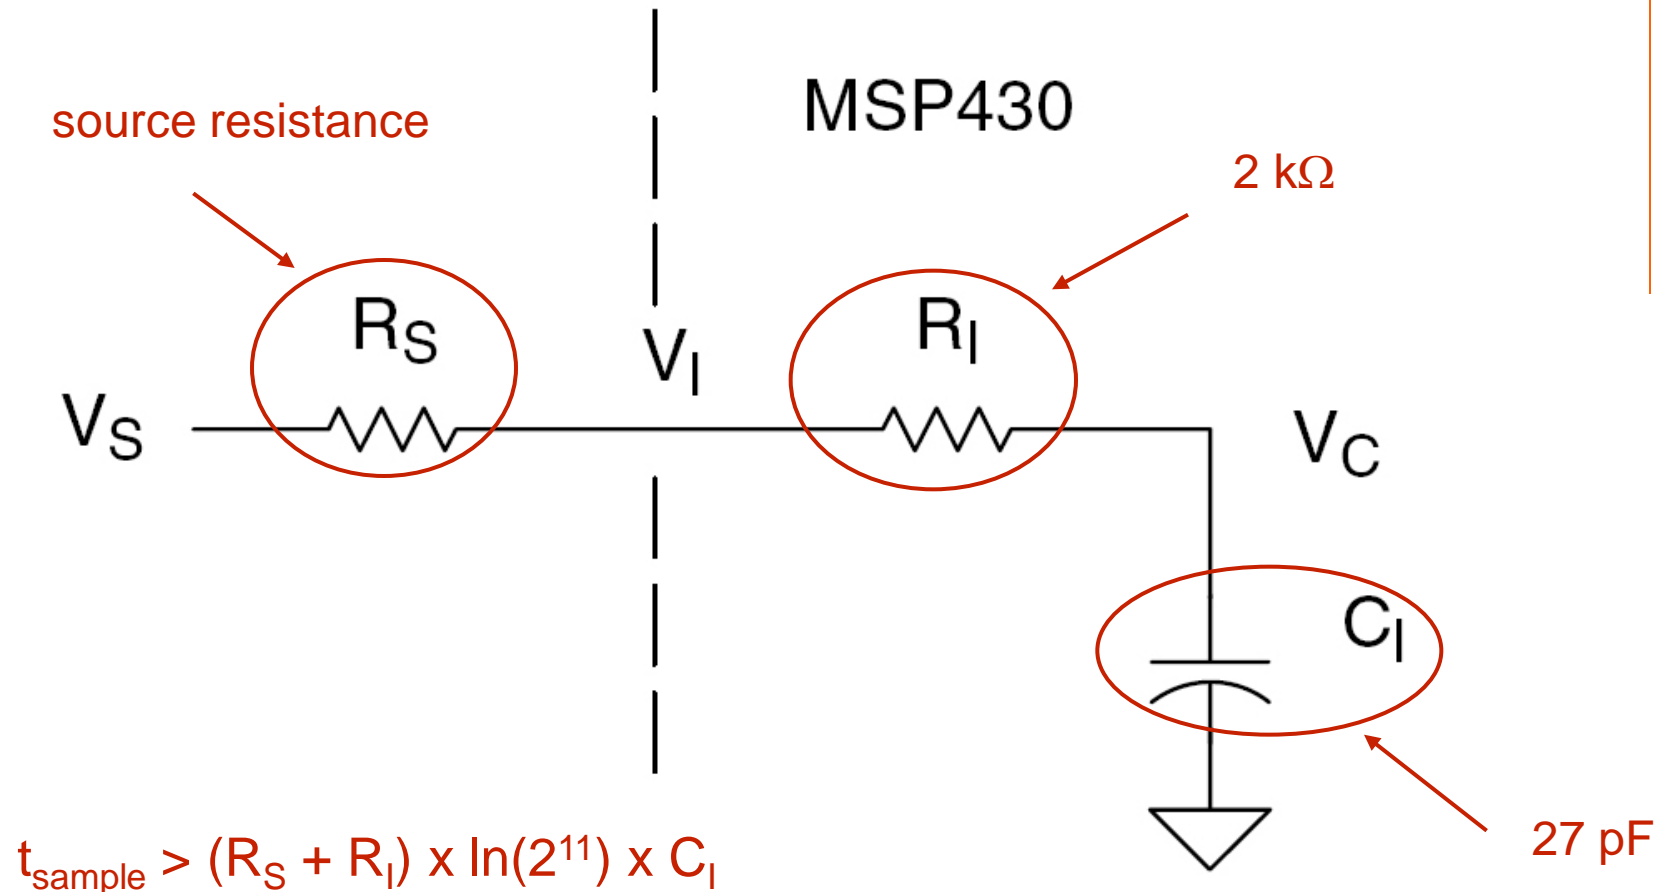 MSP430
source resistance
2 kΩ
R_S
V_I
R_I
V_S
V_C
C_I
27 pF
t_sample > (R_S + R_I) x ln(2^11) x C_I